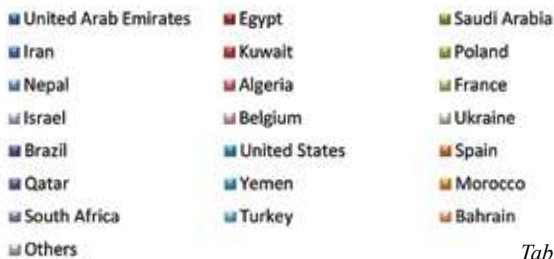 United Arab Emirates Egypt Saudi Arabia
Iran Kuwait Poland
Nepal Algeria France
Israel Belgium Ukraine
Brazil United States Spain
Qatar Yemen Morocco
South Africa Turkey Bahrain
Others Tab